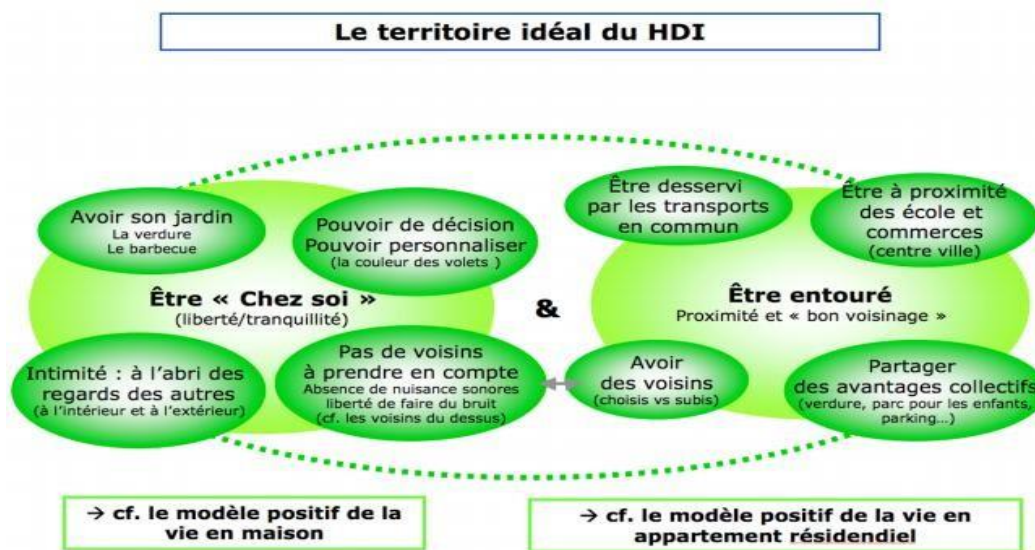 Le territoire idéal du HDI
Avoir son jardin
La verdure
Le barbecue
Pouvoir de décision
Pouvoir personnaliser
(la couleur des volets )
Être « Chez soi »
(liberté/tranquillité)
Intimité : à l'abri des
regards des autres
(à l'intérieur et à l'extérieur)
Pas de voisins
à prendre en compte
Absence de nuisance sonores
liberté de faire du bruit
(cf. les voisins du dessus)
&
Être desservi
par les transports
en commun
Être à proximité
des école et
commerces
(centre ville)
Être entouré
Proximité et « bon voisinage »
Avoir
des voisins
(choisis vs subis)
Partager
des avantages collectifs
(verdure, parc pour les enfants,
parking...)
→ cf. le modèle positif de la
vie en maison
→ cf. le modèle positif de la vie en
appartement résidendiel